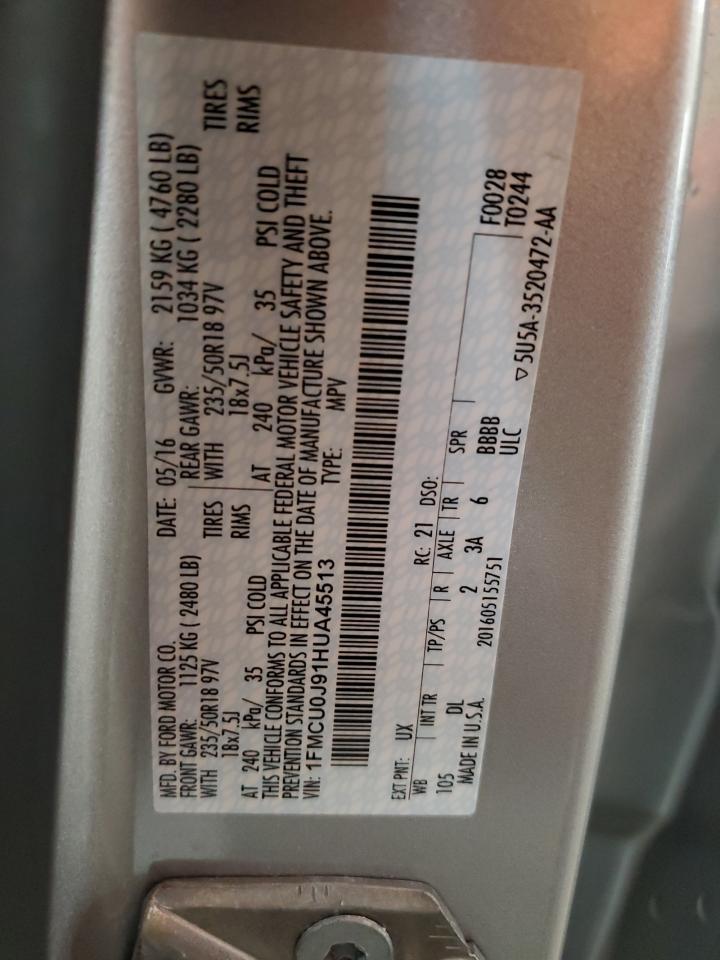 MFD. BY FORD MOTOR CO. DATE: 05/16 GVWR: 2159 KG ( 4760 LB)
FRONT GAWR: 1125 KG ( 2480 LB) REAR GAWR: 1034 KG ( 2280 LB)
WITH 235/50R18 97V TIRES WITH 235/50R18 97V TIRES
18x7.5J RIMS 18x7.5J RIMS
AT 240 kPa/ 35 PSI COLD AT 240 kPa/ 35 PSI COLD
THIS VEHICLE CONFORMS TO ALL APPLICABLE FEDERAL MOTOR VEHICLE SAFETY AND THEFT
PREVENTION STANDARDS IN EFFECT ON THE DATE OF MANUFACTURE SHOWN ABOVE.
VIN: 1FMCU0J91HUA45513 TYPE: MPV
EXT PNT: UX RC: 21 DSO: F0028
WB INT TR TP/PS R AXLE TR SPR T0244
105 DL 2 3A 6 BBBB
MADE IN U.S.A. 201605155751 ULC ▽5U5A-3520472-AA